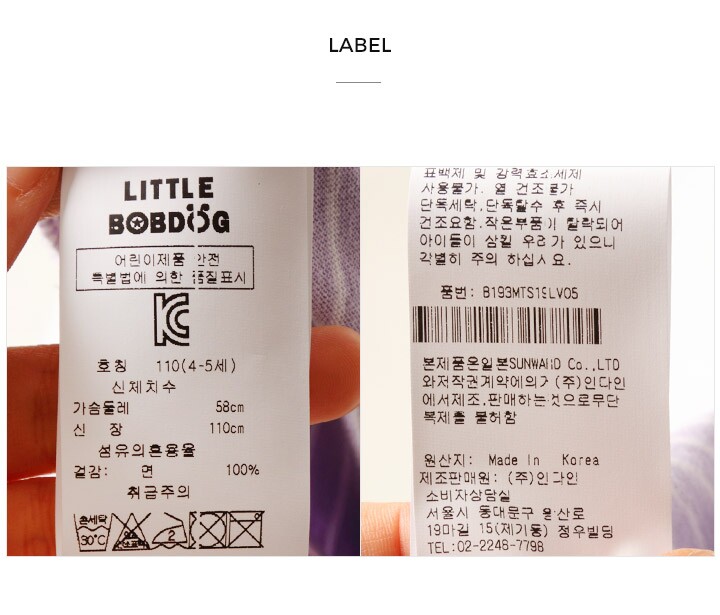 LABEL
LITTLE
BOBDOG
어린이제품 안전
특별법에 의한 품질표시
호칭 110(4-5세)
신체치수
가슴둘레 58cm
신 장 110cm
섬유의혼용율
겉감: 면 100%
취급주의
손세탁
30°C
2
표백제 및 강력효소세제
사용불가. 열 건조불가
단독세탁,단독탈수 후 즉시
건조요함.작은부품이 탈락되어
아이들이 삼킬 우려가 있으니
각별히 주의 하십시요.
품번: B193MTS19LV05
본제품은일본SUNWARD Co.,LTD
와저작권계약에의거(주)인다인
에서제조,판매하는것으로무단
복제를 불허함
원산지: Made In Korea
제조판매원: (주)인다인
소비자상담실
서울시 동대문구 왕산로
19마길 15(제기동) 정우빌딩
TEL:02-2248-7798